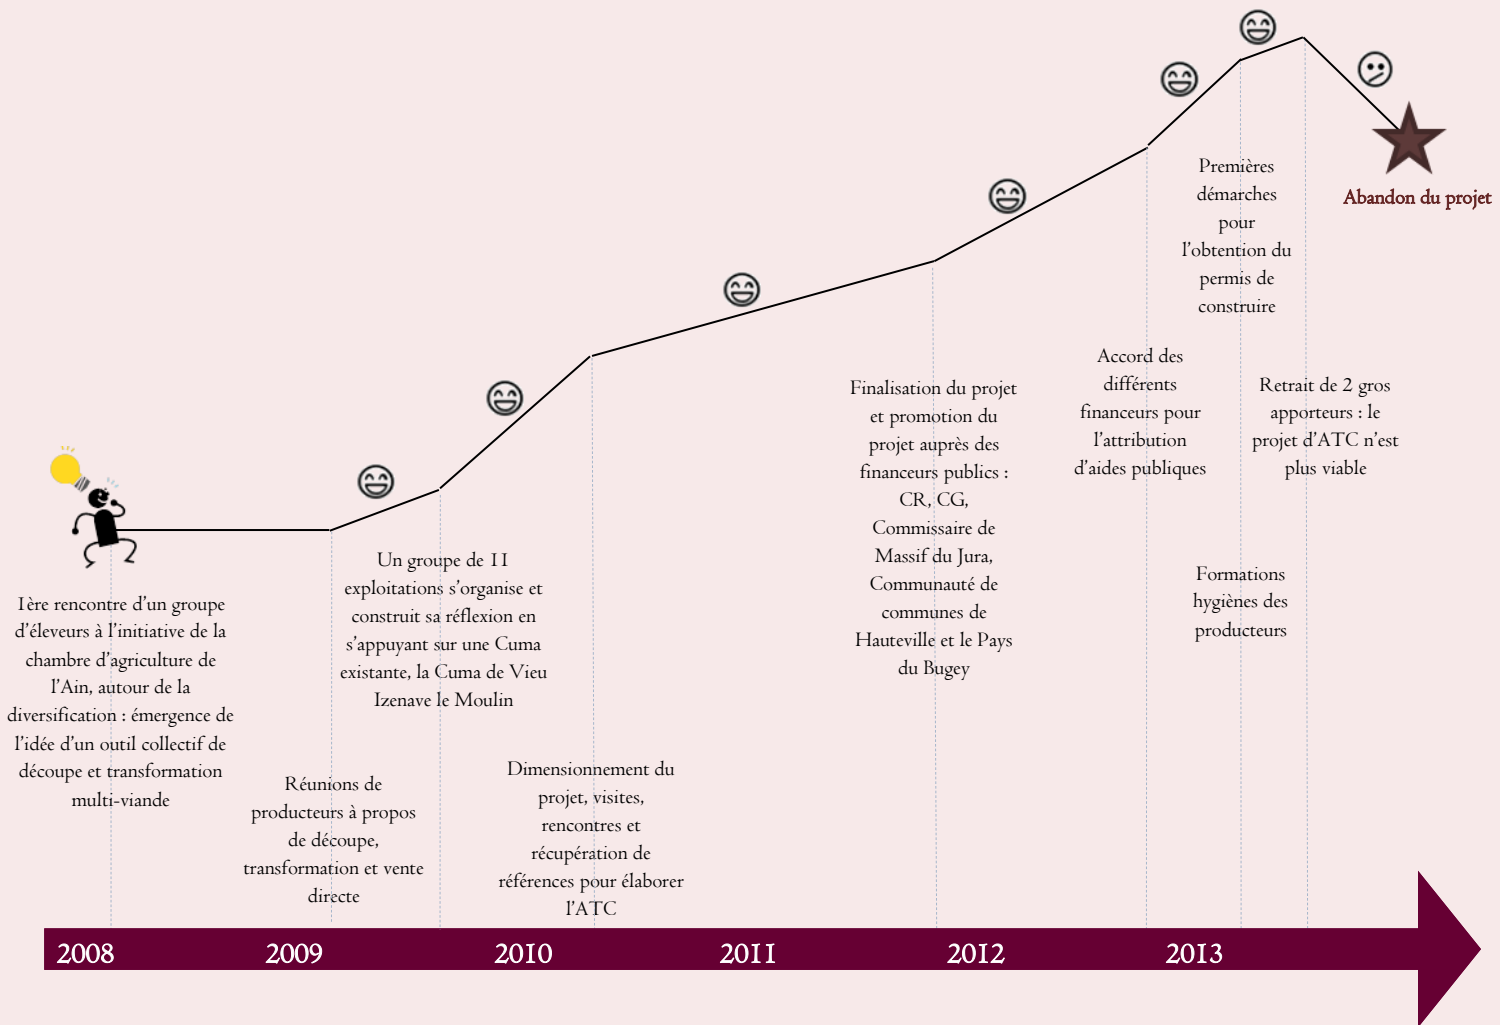 1ère rencontre d’un groupe
d’éleveurs à l’initiative de la
chambre d’agriculture de
l’Ain, autour de la
diversification : émergence de
l’idée d’un outil collectif de
découpe et transformation
multi-viande
Réunions de
producteurs à propos
de découpe,
transformation et vente
directe
Un groupe de 11
exploitations s’organise et
construit sa réflexion en
s’appuyant sur une Cuma
existante, la Cuma de Vieu
Izenave le Moulin
Dimensionnement du
projet, visites,
rencontres et
récupération de
références pour élaborer
l’ATC
Finalisation du projet
et promotion du
projet auprès des
financeurs publics :
CR, CG,
Commissaire de
Massif du Jura,
Communauté de
communes de
Hauteville et le Pays
du Bugey
Accord des
différents
financeurs pour
l’attribution
d’aides publiques
Premières
démarches
pour
l’obtention du
permis de
construire
Formations
hygiènes des
producteurs
Retrait de 2 gros
apporteurs : le
projet d’ATC n’est
plus viable
Abandon du projet
2008
2009
2010
2011
2012
2013